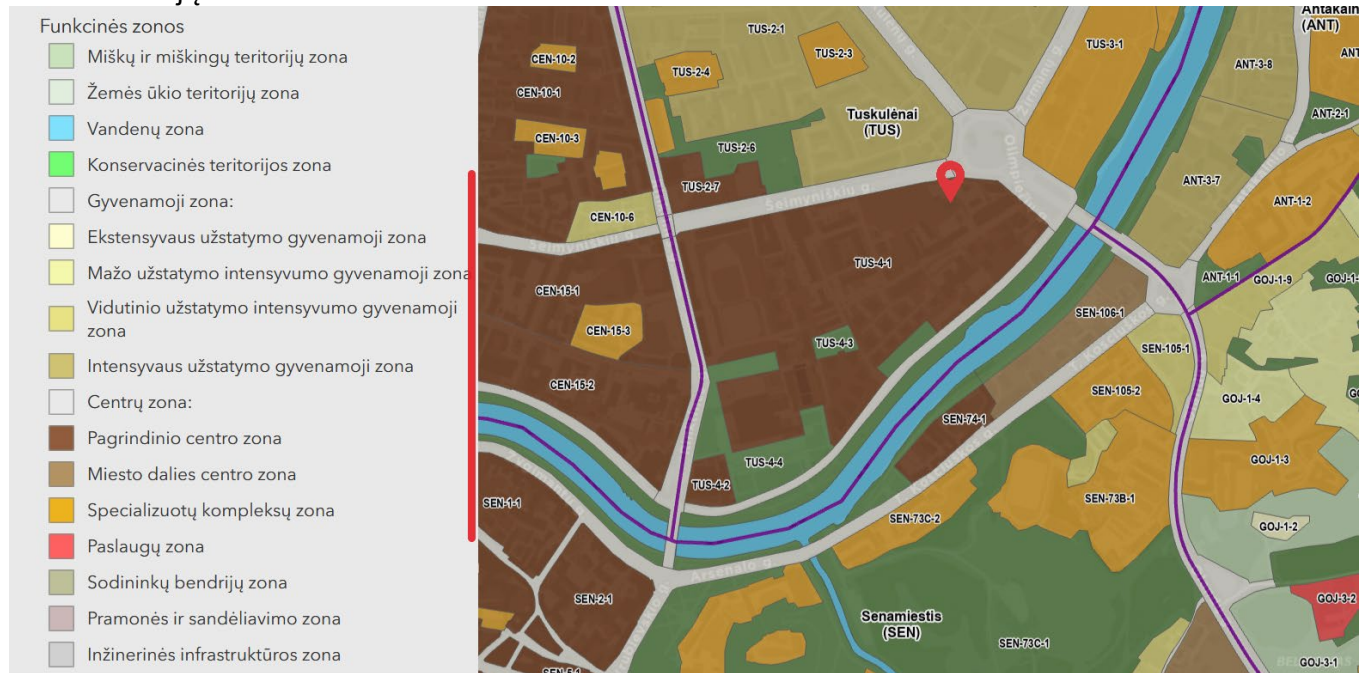 Funkcinės zonos
Miškų ir miškingų teritorijų zona
Žemės ūkio teritorijų zona
Vandenų zona
Konservacinės teritorijos zona
Gyvenamoji zona:
Ekstensyvaus užstatymo gyvenamoji zona
Mažo užstatymo intensyvumo gyvenamoji zona
Vidutinio užstatymo intensyvumo gyvenamoji
zona
Intensyvaus užstatymo gyvenamoji zona
Centrų zona:
Pagrindinio centro zona
Miesto dalies centro zona
Specializuotų kompleksų zona
Paslaugų zona
Sodininkų bendrijų zona
Pramonės ir sandėliavimo zona
Inžinerinės infrastruktūros zona
(ANT)
TUS-2-1
TUS-3-1
CEN-10-2
TUS-2-3
TUS-2-4
ANT-3-8
ANT
CEN-10-1
Žirmūnų g.
ANT-2-1
Tuskulėnai
(TUS)
CEN-10-3
TUS-2-6
ANT-3-7
TUS-2-7
Šeimyniškių g.
ANT-1-2
CEN-10-6
Šeimyniškių g.
TUS-4-1
ANT-1-1
GOJ-1-9
CEN-15-1
SEN-106-1
CEN-15-3
TUS-4-3
SEN-105-1
CEN-15-2
SEN-105-2
GOJ-1-4
SEN-74-1
TUS-4-4
GOJ-1-3
TUS-4-2
SEN-1-1
SEN-73B-1
SEN-73C-2
GOJ-1-2
Arsenalo g.
SEN-2-1
GOJ-3-2
Senamiestis
(SEN)
SEN-73C-1
GOJ-3-1